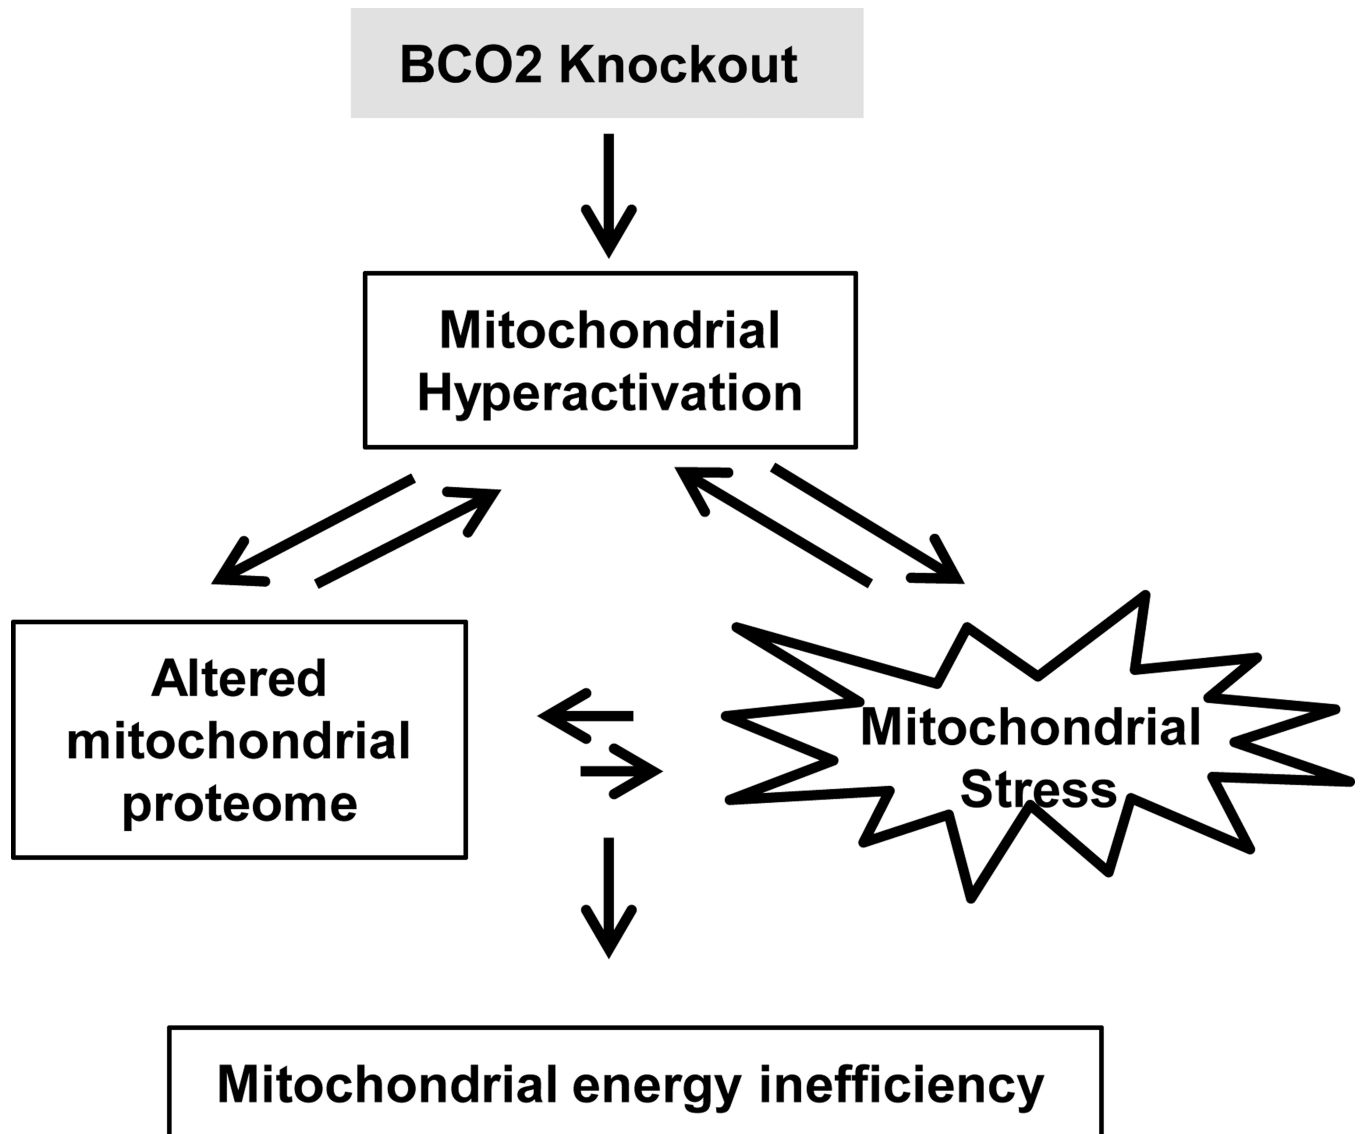 BCO2 Knockout
Mitochondrial
Hyperactivation
Altered
mitochondrial
proteome
Mitochondrial
Stress
Mitochondrial energy inefficiency